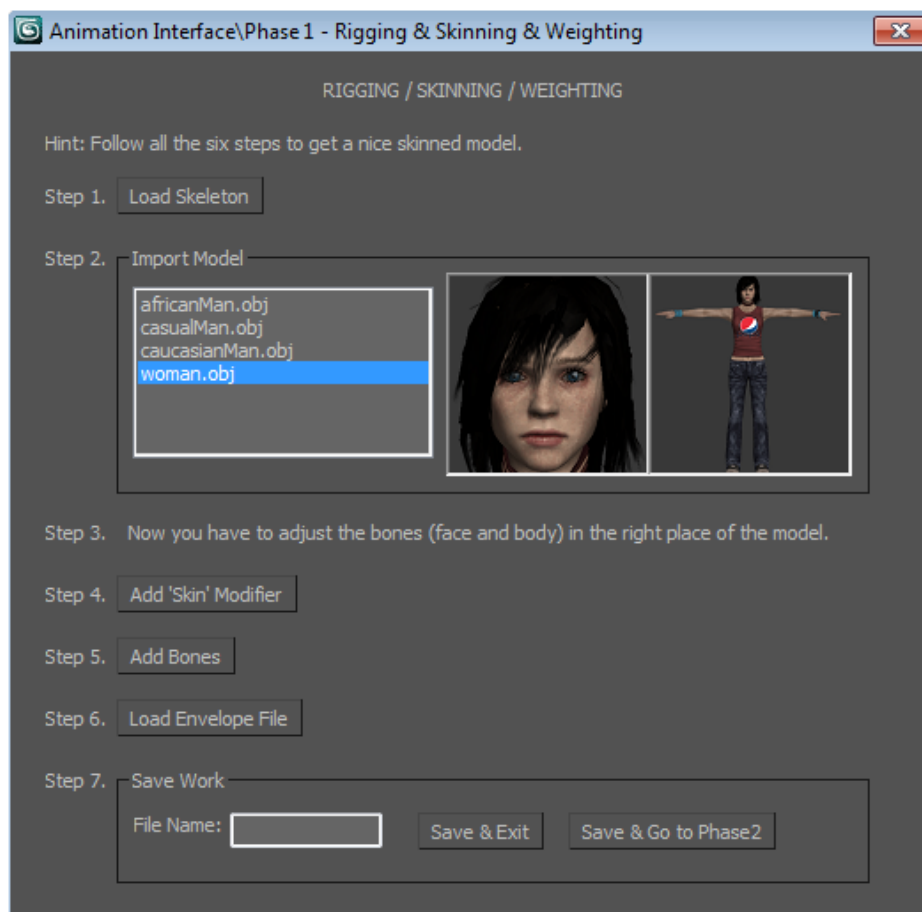 Animation Interface\Phase1 - Rigging & Skinning & Weighting
RIGGING / SKINNING / WEIGHTING
Hint: Follow all the six steps to get a nice skinned model.
Step 1. Load Skeleton
Step 2. Import Model
africanMan.obj
casualMan.obj
caucasianMan.obj
woman.obj
Step 3. Now you have to adjust the bones (face and body) in the right place of the model.
Step 4. Add 'Skin' Modifier
Step 5. Add Bones
Step 6. Load Envelope File
Step 7. Save Work
File Name: Save & Exit Save & Go to Phase2